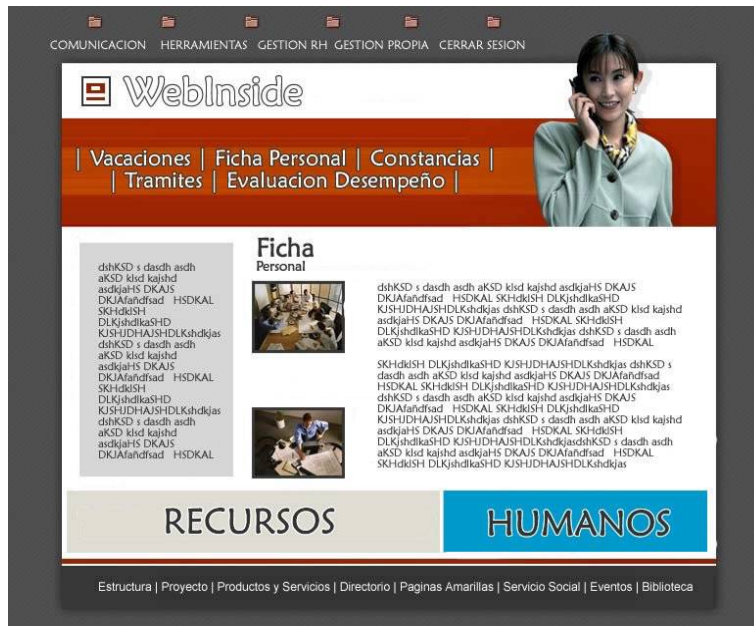 COMUNICACION HERRAMIENTAS GESTION RH GESTION PROPIA CERRAR SESION
WebInside
| Vacaciones | Ficha Personal | Constancias |
| Tramites | Evaluacion Desempeño |
dshKSD s dasdh asdh
aKSD klsd kajshd
asdkjaHS DKAJS
DKJAfañdfsad HSDKAL
SKHdklSH
DLKjshdlkaSHD
KJSHJDHAJSHDLKshdkjas
dshKSD s dasdh asdh
aKSD klsd kajshd
asdkjaHS DKAJS
DKJAfañdfsad HSDKAL
SKHdklSH
DLKjshdlkaSHD
KJSHJDHAJSHDLKshdkjas
dshKSD s dasdh asdh
aKSD klsd kajshd
asdkjaHS DKAJS
DKJAfañdfsad HSDKAL
Ficha
Personal
dshKSD s dasdh asdh aKSD klsd kajshd asdkjaHS DKAJS
DKJAfañdfsad HSDKAL SKHdklSH DLKjshdlkaSHD
KJSHJDHAJSHDLKshdkjas dshKSD s dasdh asdh aKSD klsd kajshd
asdkjaHS DKAJS DKJAfañdfsad HSDKAL SKHdklSH
DLKjshdlkaSHD KJSHJDHAJSHDLKshdkjas dshKSD s dasdh asdh
aKSD klsd kajshd asdkjaHS DKAJS DKJAfañdfsad HSDKAL
SKHdklSH DLKjshdlkaSHD KJSHJDHAJSHDLKshdkjas dshKSD s
dasdh asdh aKSD klsd kajshd asdkjaHS DKAJS DKJAfañdfsad
HSDKAL SKHdklSH DLKjshdlkaSHD KJSHJDHAJSHDLKshdkjas
dshKSD s dasdh asdh aKSD klsd kajshd asdkjaHS DKAJS
DKJAfañdfsad HSDKAL SKHdklSH DLKjshdlkaSHD
KJSHJDHAJSHDLKshdkjas dshKSD s dasdh asdh aKSD klsd kajshd
asdkjaHS DKAJS DKJAfañdfsad HSDKAL SKHdklSH
DLKjshdlkaSHD KJSHJDHAJSHDLKshdkjasdshKSD s dasdh asdh
aKSD klsd kajshd asdkjaHS DKAJS DKJAfañdfsad HSDKAL
SKHdklSH DLKjshdlkaSHD KJSHJDHAJSHDLKshdkjas
RECURSOS HUMANOS
Estructura | Proyecto | Productos y Servicios | Directorio | Paginas Amarillas | Servicio Social | Eventos | Biblioteca